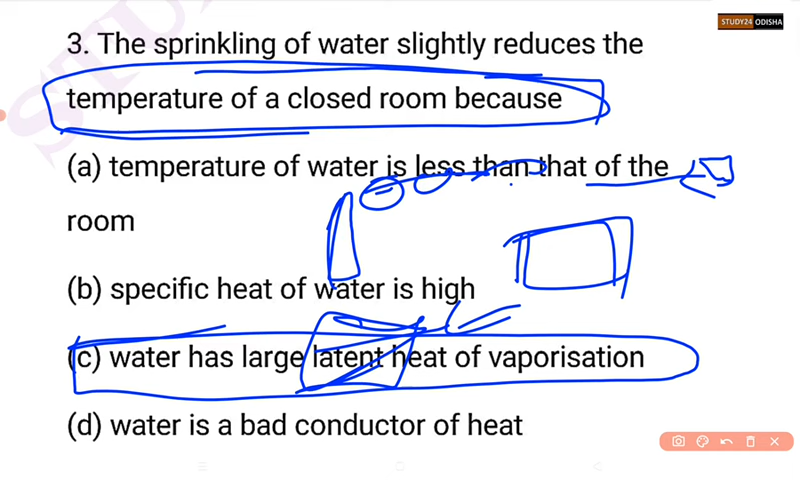 STUDY24 ODISHA
3. The sprinkling of water slightly reduces the
temperature of a closed room because
(a) temperature of water is less than that of the
room
(b) specific heat of water is high
(c) water has large latent heat of vaporisation
(d) water is a bad conductor of heat